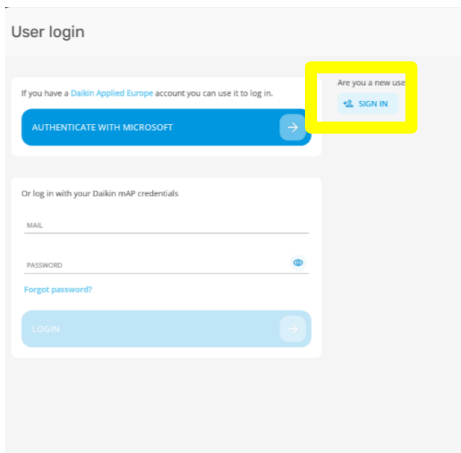 User login
If you have a Daikin Applied Europe account you can use it to log in.
AUTHENTICATE WITH MICROSOFT
Are you a new use
SIGN IN
Or log in with your Daikin mAP credentials
MAIL
PASSWORD
Forgot password?
LOGIN